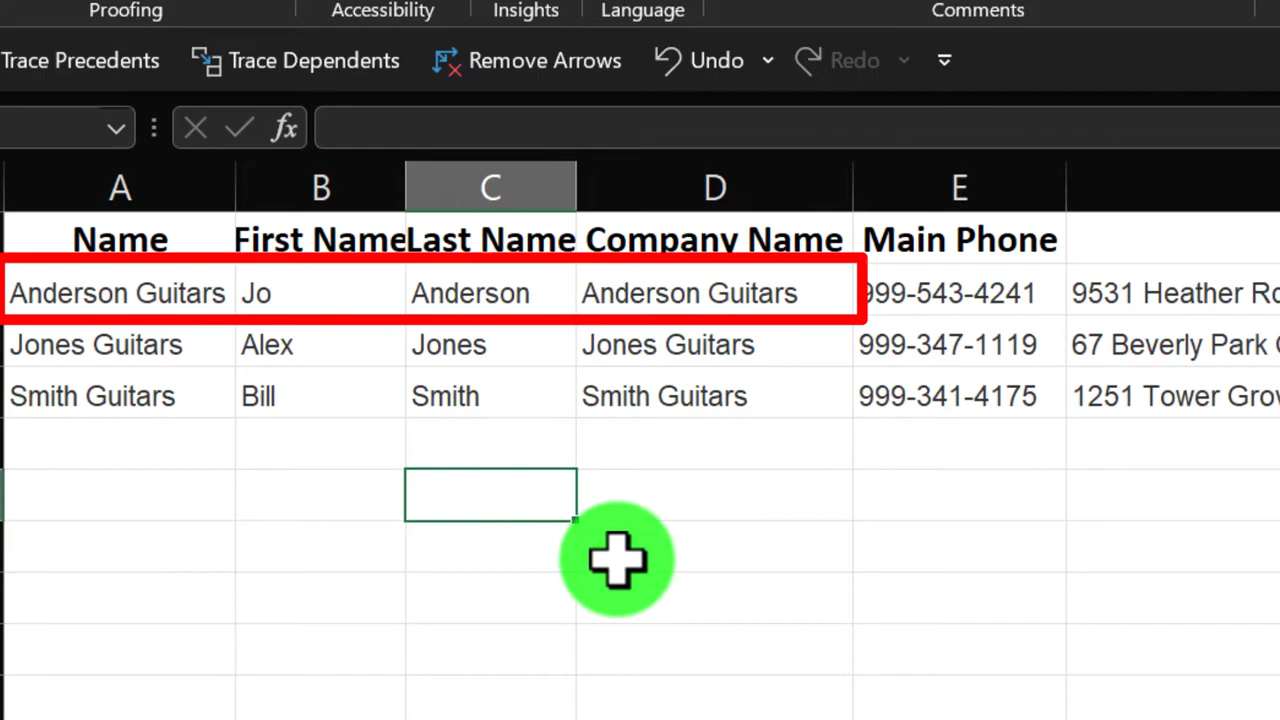 Proofing Accessibility Insights Language Comments
Trace Precedents Trace Dependents Remove Arrows Undo Redo
fx
A B C D E
Name First Name Last Name Company Name Main Phone
Anderson Guitars Jo Anderson Anderson Guitars 999-543-4241 9531 Heather
Jones Guitars Alex Jones Jones Guitars 999-347-1119 67 Beverly Park
Smith Guitars Bill Smith Smith Guitars 999-341-4175 1251 Tower